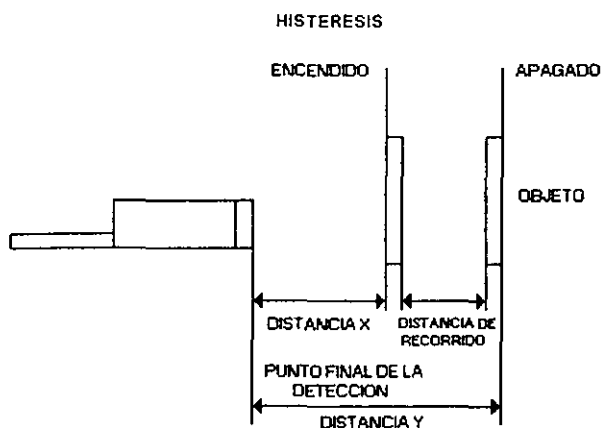 HISTERESIS
ENCENDIDO
APAGADO
OBJETO
DISTANCIA X
DISTANCIA DE
RECORRIDO
PUNTO FINAL DE LA
DETECCION
DISTANCIA Y